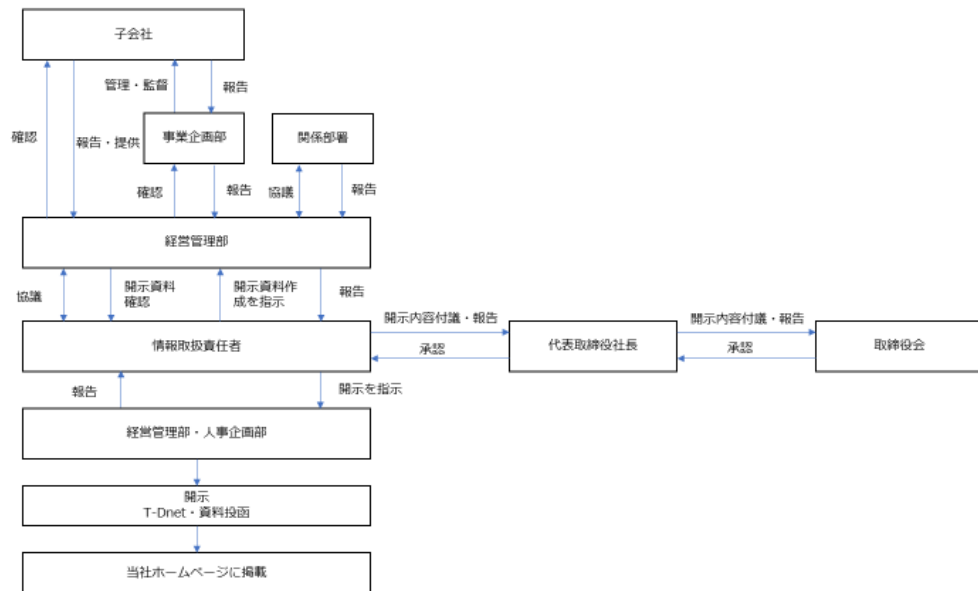 子会社
管理・監督
報告
確認
報告・提供
事業企画部
関係部署
確認
報告
協議
報告
経営管理部
協議
開示資料
確認
開示資料作
成を指示
報告
開示内容付議・報告
開示内容付議・報告
情報取扱責任者
承認
代表取締役社長
承認
取締役会
報告
開示を指示
経営管理部・人事企画部
開示
T-Dnet・資料投函
当社ホームページに掲載